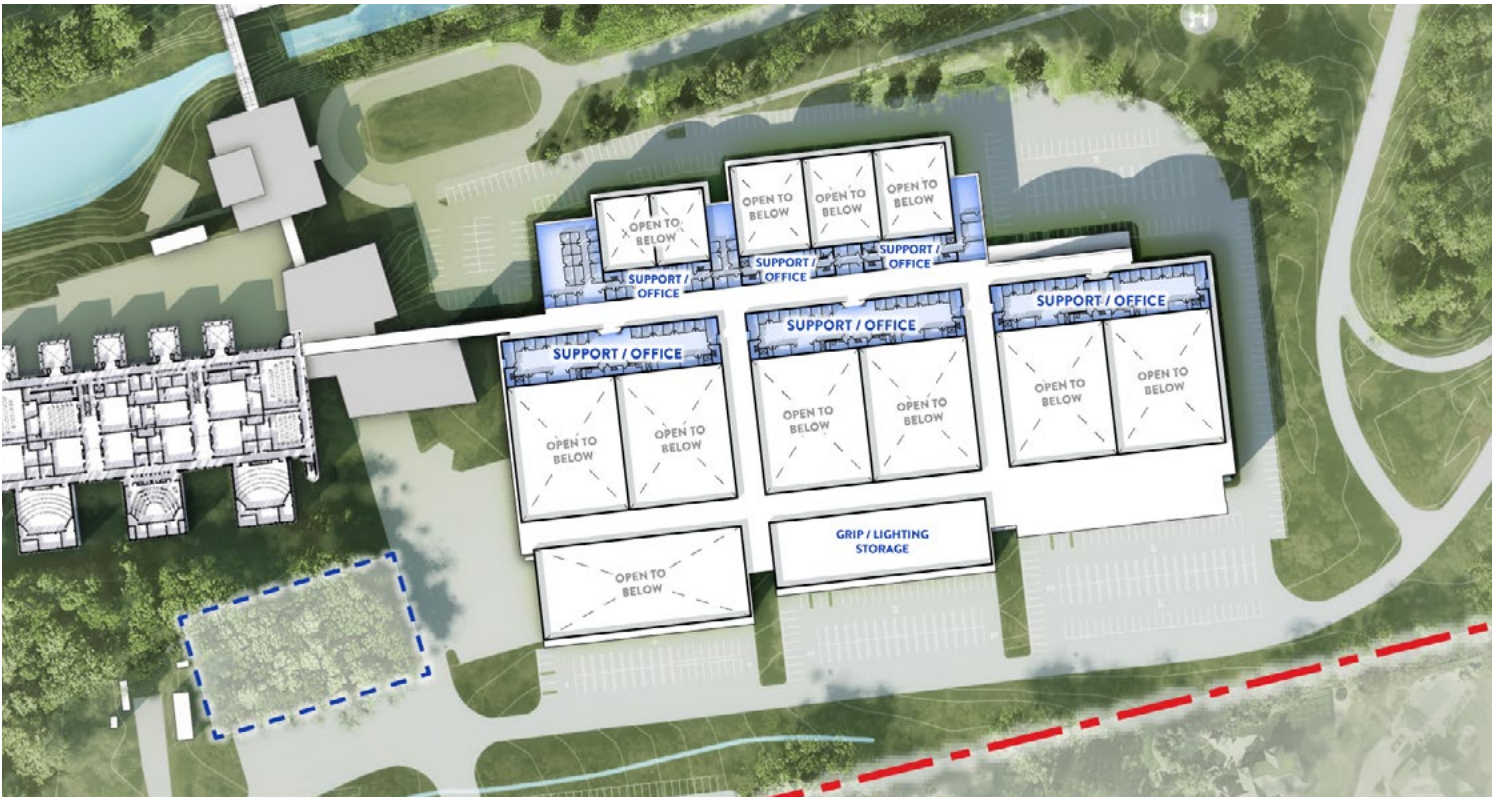 H
OPEN TO
BELOW
OPEN TO
BELOW
OPEN TO
BELOW
OPEN TO
BELOW
SUPPORT /
OFFICE
SUPPORT /
OFFICE
SUPPORT /
OFFICE
SUPPORT / OFFICE
SUPPORT / OFFICE
SUPPORT / OFFICE
OPEN TO
BELOW
OPEN TO
BELOW
OPEN TO
BELOW
OPEN TO
BELOW
OPEN TO
BELOW
OPEN TO
BELOW
OPEN TO
BELOW
GRIP / LIGHTING
STORAGE